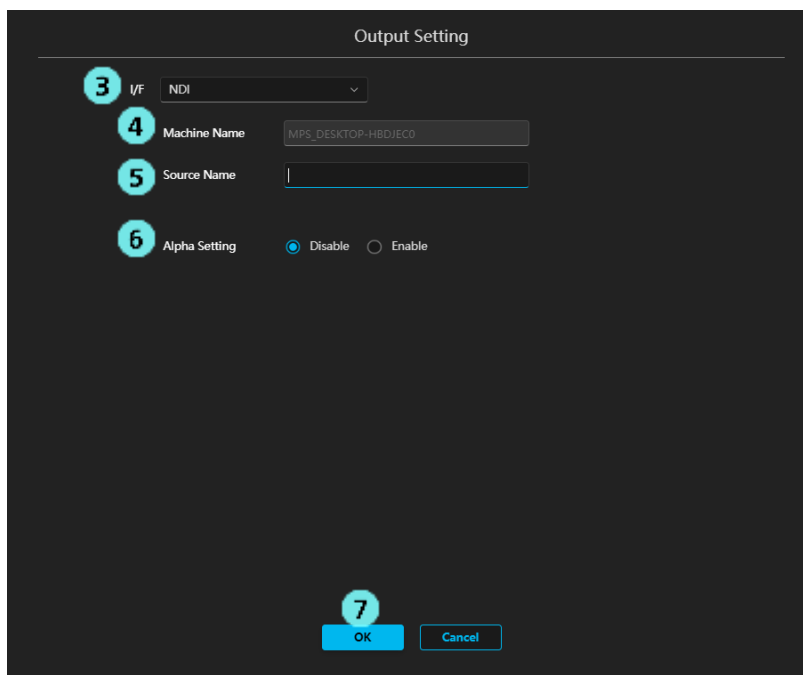 Output Setting
3 I/F NDI
4 Machine Name MPS_DESKTOP-HBDJEC0
5 Source Name
6 Alpha Setting Disable Enable
7
OK Cancel